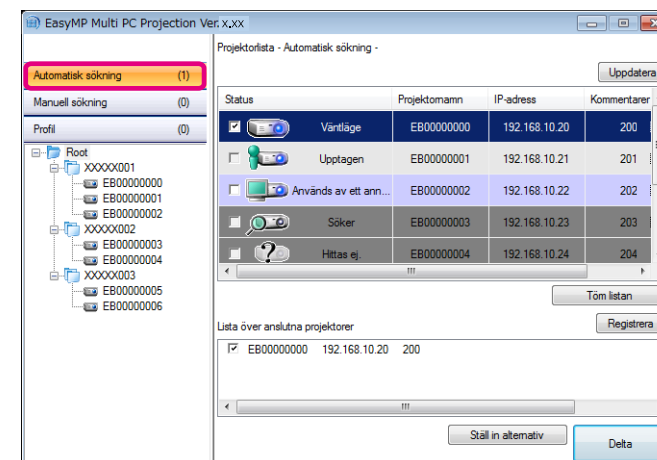 EasyMP Multi PC Projection Ver.x.xx
Projektorlista - Automatisk sökning -
Automatisk sökning (1)
Manuell sökning (0)
Profil (0)
Root
XXXXX001
EB00000000
EB00000001
EB00000002
XXXXX002
EB00000003
EB00000004
XXXXX003
EB00000005
EB00000006
Uppdatera
Status Projektornamn IP-adress Kommentarer
Väntläge EB00000000 192.168.10.20 200
Upptagen EB00000001 192.168.10.21 201
Används av ett ann... EB00000002 192.168.10.22 202
Söker EB00000003 192.168.10.23 203
Hittas ej. EB00000004 192.168.10.24 204
Töm listan
Lista över anslutna projektorer
Registrera
EB00000000 192.168.10.20 200
Ställ in alternativ
Delta